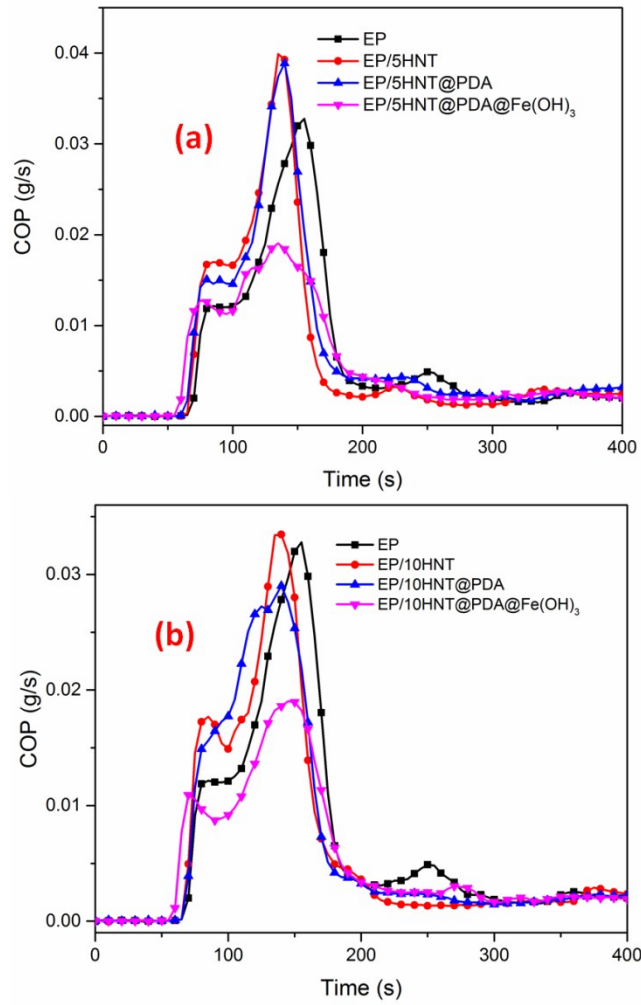 EP
EP/5HNT
EP/5HNT@PDA
EP/5HNT@PDA@Fe(OH)₃
(a)
COP (g/s)
0.04
0.03
0.02
0.01
0.00
0 100 200 300 400
Time (s)
EP
EP/10HNT
EP/10HNT@PDA
EP/10HNT@PDA@Fe(OH)₃
(b)
COP (g/s)
0.03
0.02
0.01
0.00
0 100 200 300 400
Time (s)